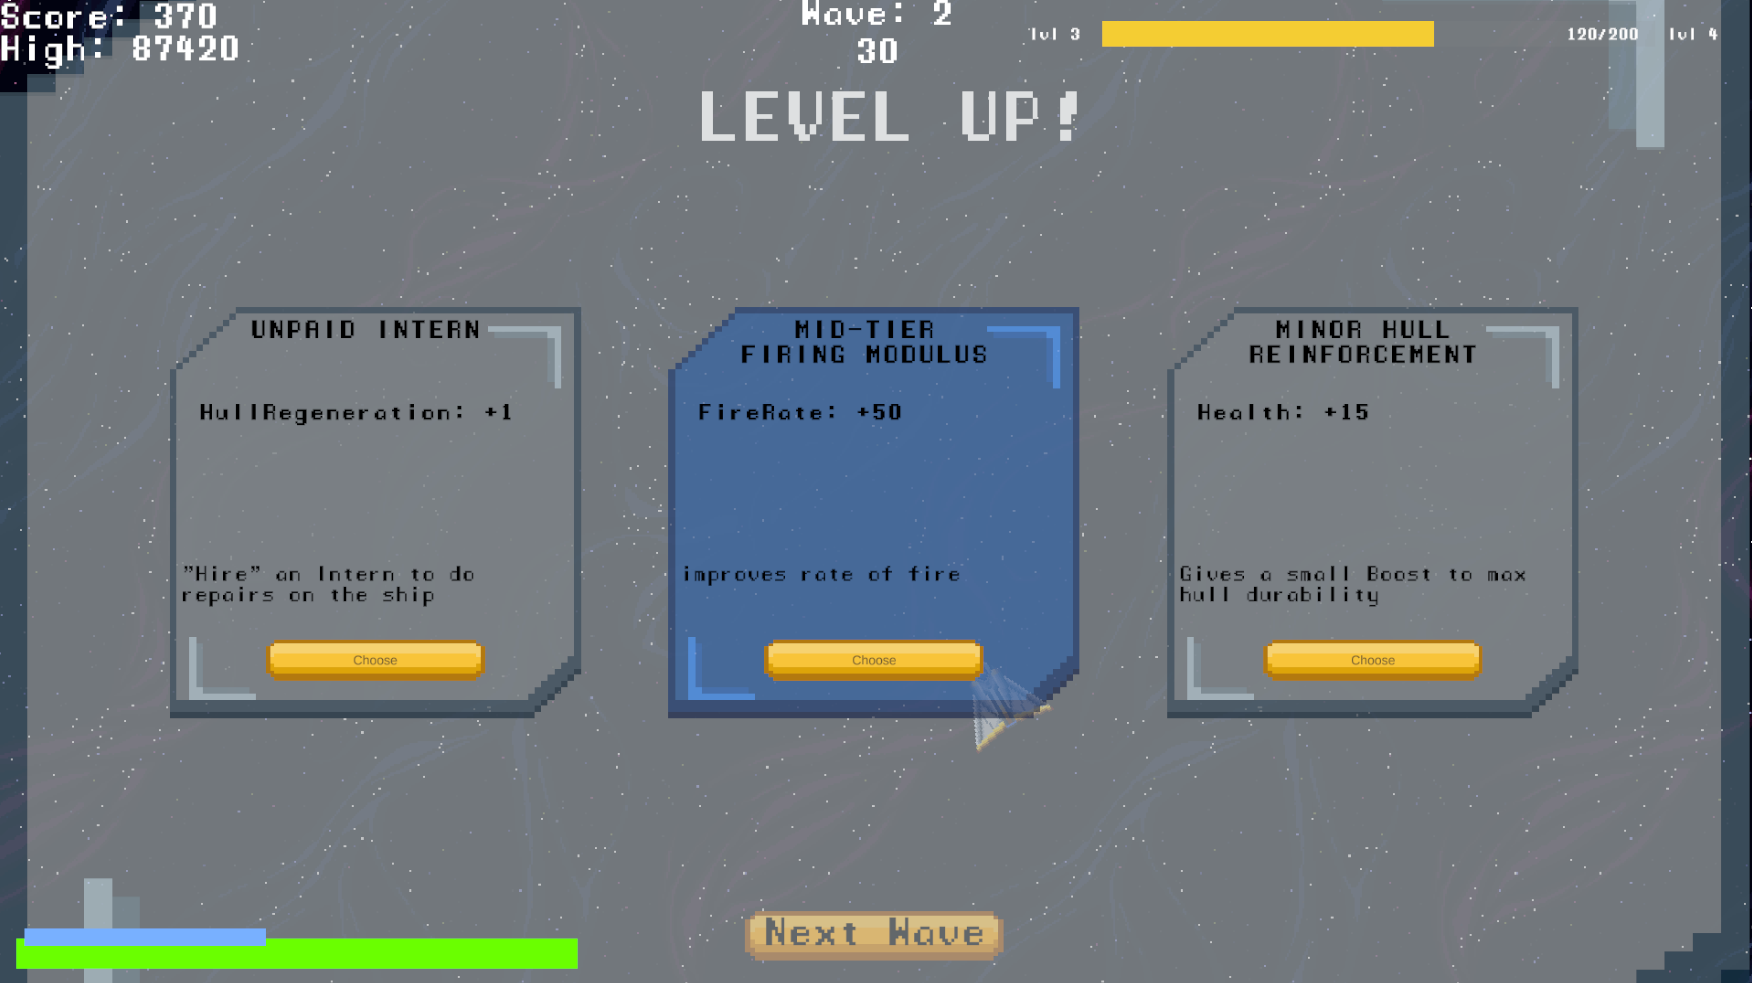 Score: 370
High: 87420
Wave: 2
30
lvl 3
120/200
lvl 4
LEVEL UP!
UNPAID INTERN
HullRegeneration: +1
"Hire" an Intern to do
repairs on the ship
Choose
MID-TIER
FIRING MODULUS
FireRate: +50
improves rate of fire
Choose
MINOR HULL
REINFORCEMENT
Health: +15
Gives a small Boost to max
hull durability
Choose
Next Wave